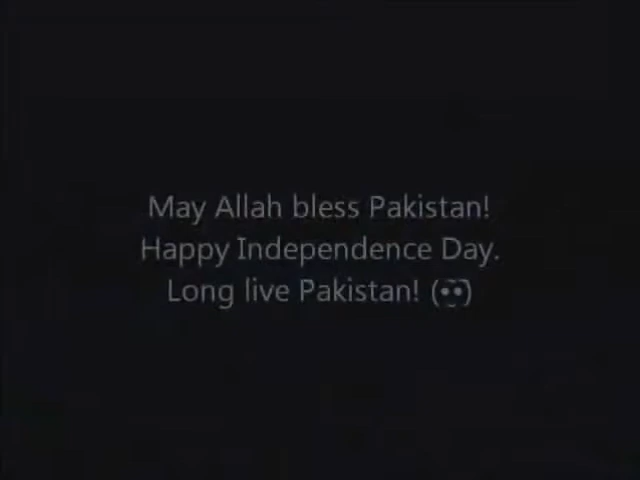 May Allah bless Pakistan!
Happy Independence Day.
Long live Pakistan! (•͜•)